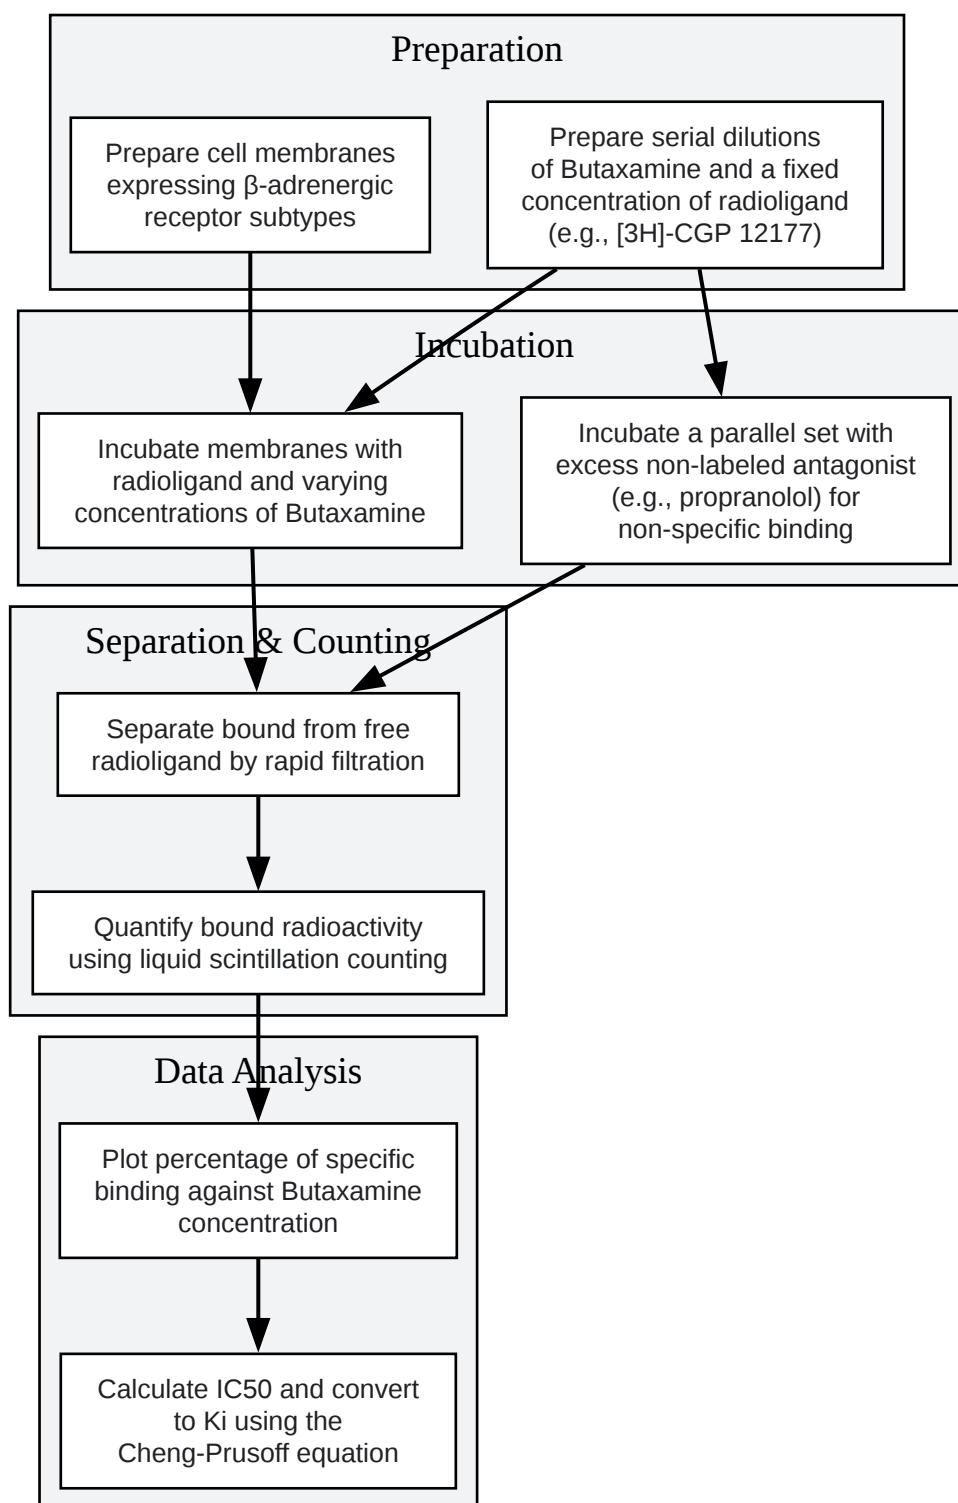 Preparation
Prepare cell membranes
expressing β-adrenergic
receptor subtypes
Prepare serial dilutions
of Butaxamine and a fixed
concentration of radioligand
(e.g., [3H]-CGP 12177)
Incubation
Incubate membranes with
radioligand and varying
concentrations of Butaxamine
Incubate a parallel set with
excess non-labeled antagonist
(e.g., propranolol) for
non-specific binding
Separation & Counting
Separate bound from free
radioligand by rapid filtration
Quantify bound radioactivity
using liquid scintillation counting
Data Analysis
Plot percentage of specific
binding against Butaxamine
concentration
Calculate IC50 and convert
to Ki using the
Cheng-Prusoff equation